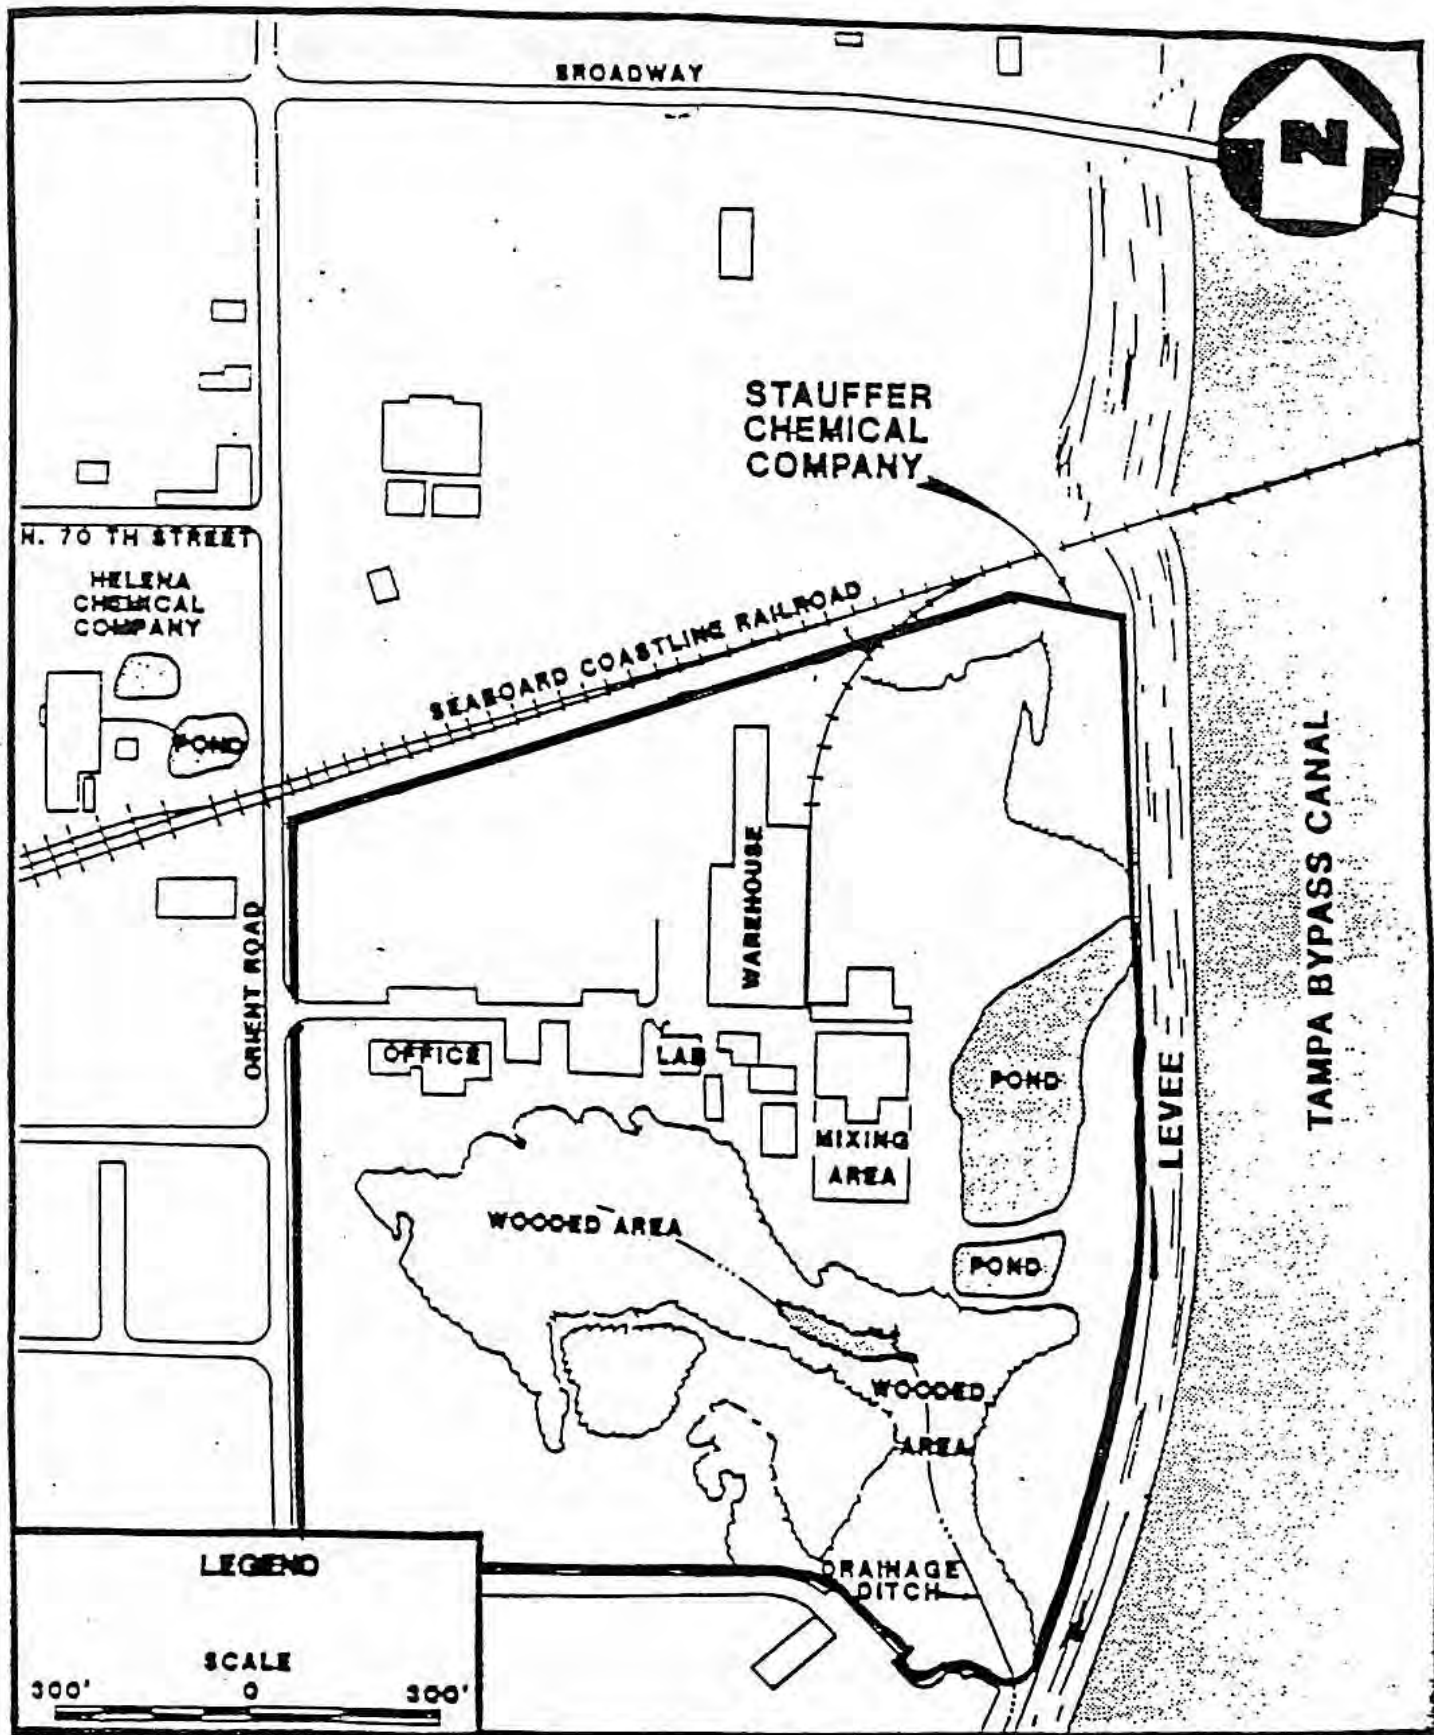 BROADWAY
N
STAUFFER
CHEMICAL
COMPANY
N. 70 TH STREET
HELENA
CHEMICAL
COMPANY
SEABOARD COASTLINE RAILROAD
POND
WAREHOUSE
ORIENT ROAD
TAMPA BYPASS CANAL
LEVEE
OFFICE
LAB
POND
MIXING
AREA
WOODED AREA
POND
WOODED
AREA
DRAINAGE
DITCH
LEGEND
SCALE
300' 0 300'